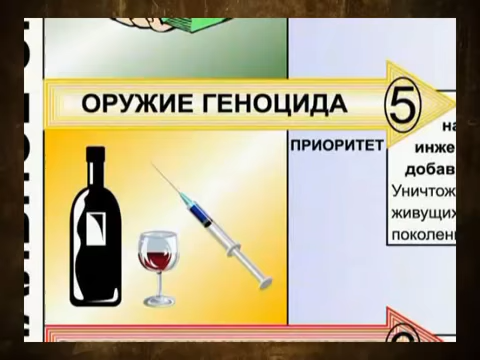 ОРУЖИЕ ГЕНОЦИДА
5
ПРИОРИТЕТ
на
инже
добав
Уничтож
живущих
поколен